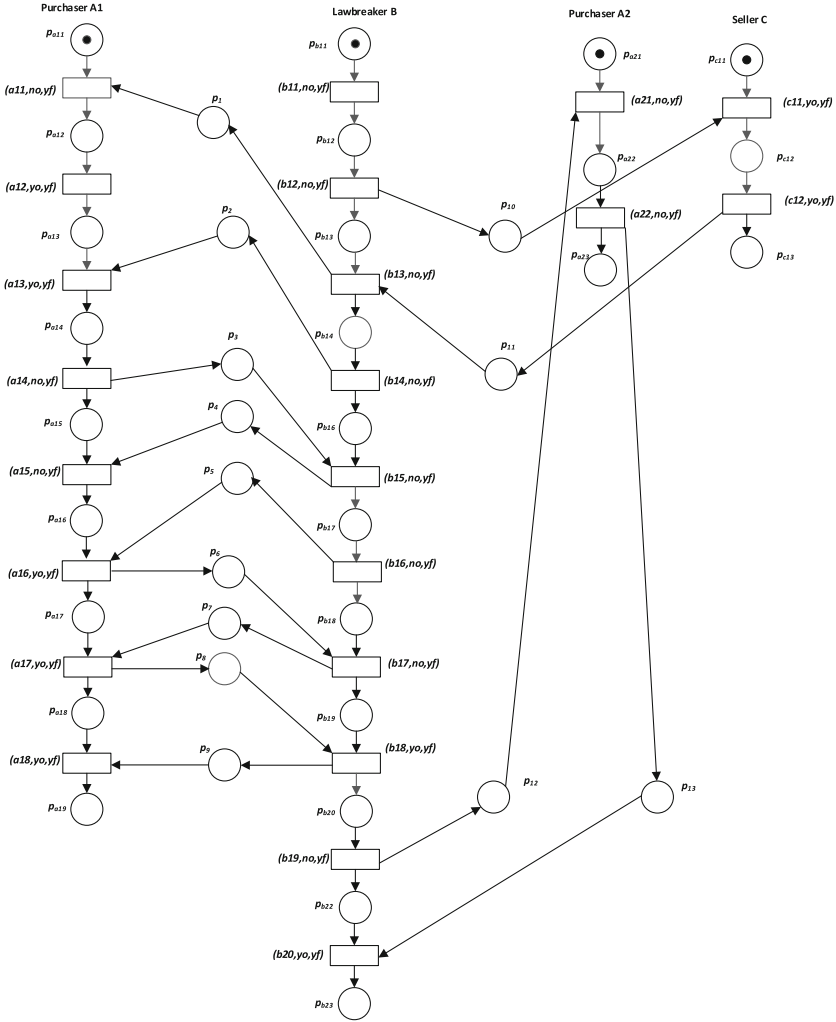 Purchaser A1
Lawbreaker B
Purchaser A2
Seller C
pa11
pb11
pa21
pc11
(a11,no,yf)
(b11,no,yf)
(a21,no,yf)
(c11,yo,yf)
p1
pa12
pb12
pa22
pc12
(a12,yo,yf)
(b12,no,yf)
(a22,no,yf)
(c12,yo,yf)
p2
p10
pa13
pb13
pa23
pc13
(a13,yo,yf)
(b13,no,yf)
pa14
pb14
p3
p11
(a14,no,yf)
(b14,no,yf)
p4
pa15
pb16
(a15,no,yf)
(b15,no,yf)
p5
pa16
pb17
(a16,yo,yf)
(b16,no,yf)
p6
pa17
p7
pb18
(a17,yo,yf)
p8
(b17,no,yf)
pa18
pb19
(a18,yo,yf)
p9
(b18,yo,yf)
pa19
pb20
p12
p13
(b19,no,yf)
pb22
(b20,yo,yf)
pb23